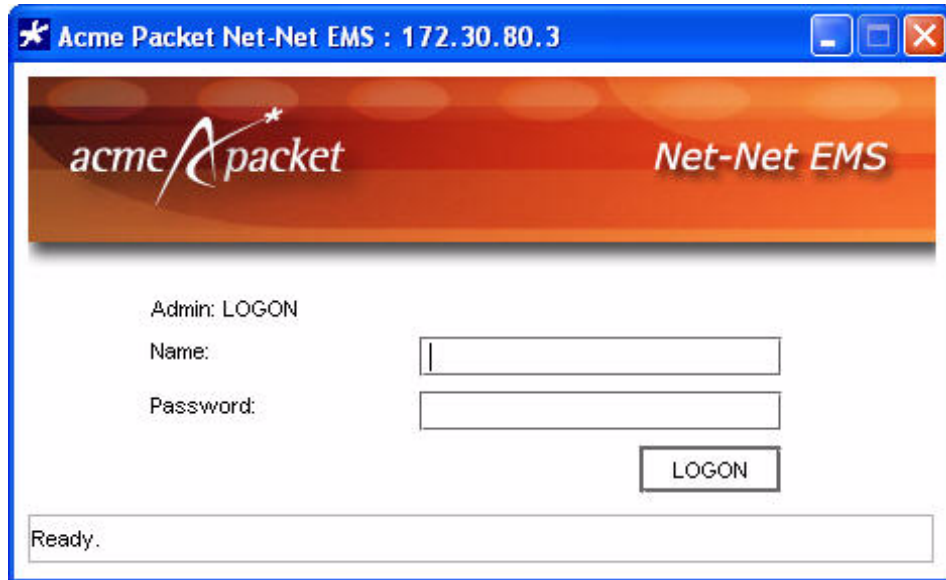 Acme Packet Net-Net EMS : 172.30.80.3
acme packet
Net-Net EMS
Admin: LOGON
Name:
Password:
LOGON
Ready.